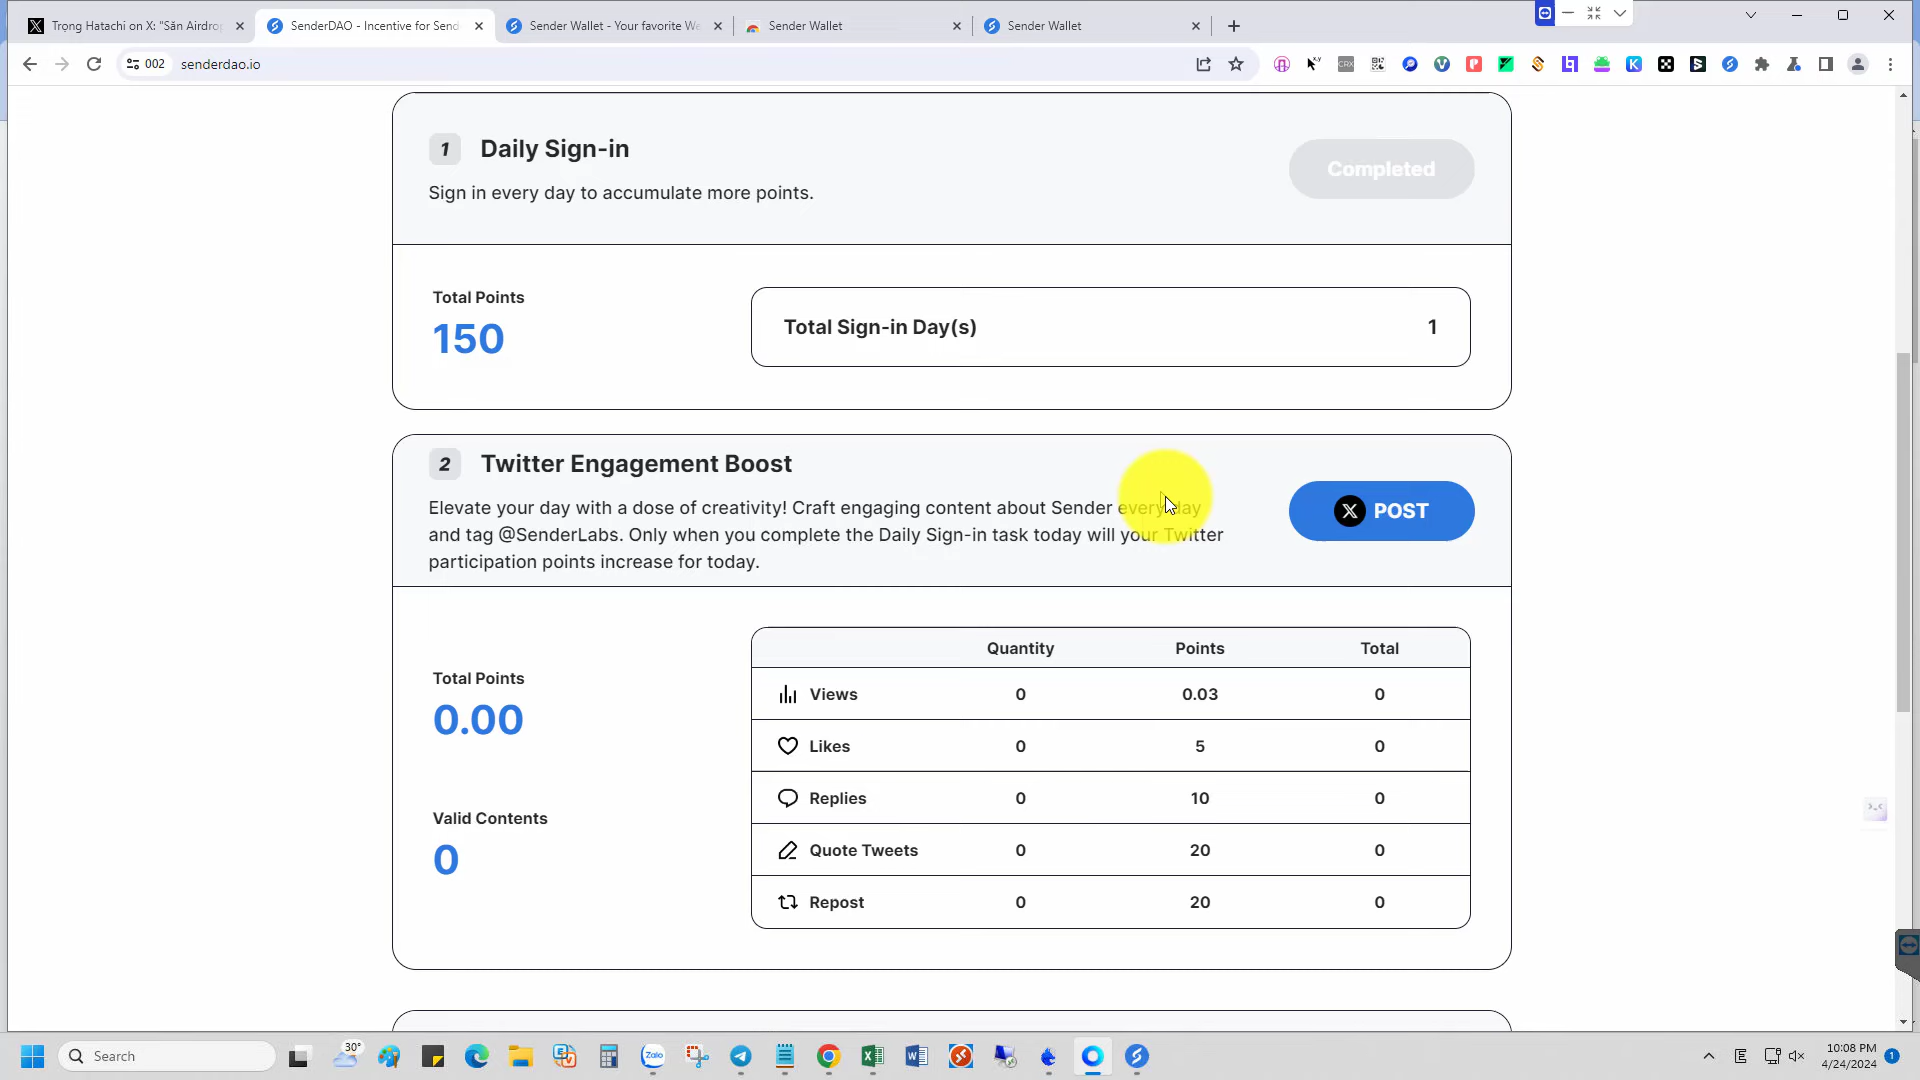 Trọng Hatachi on X: "Săn Airdrop
SenderDAO - Incentive for Send
Sender Wallet - Your favorite We
Sender Wallet
Sender Wallet
002
senderdao.io
1
Daily Sign-in
Completed
Sign in every day to accumulate more points.
Total Points
150
Total Sign-in Day(s)
1
2
Twitter Engagement Boost
Elevate your day with a dose of creativity! Craft engaging content about Sender every day
and tag @SenderLabs. Only when you complete the Daily Sign-in task today will your Twitter
participation points increase for today.
POST
Quantity Points Total
Total Points
0.00
Views 0 0.03 0
Likes 0 5 0
Replies 0 10 0
Valid Contents
0
Quote Tweets 0 20 0
Repost 0 20 0
Search
30°
Zalo
10:08 PM
4/24/2024
1